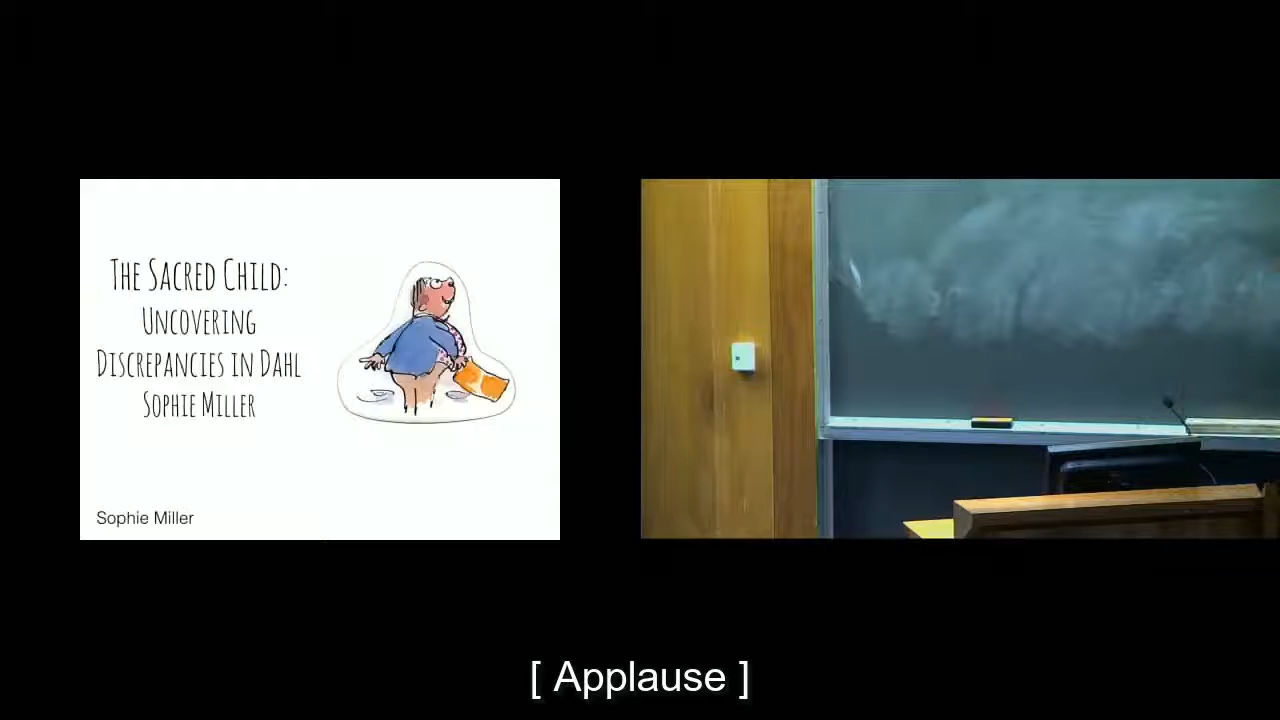 THE SACRED CHILD:
UNCOVERING
DISCREPANCIES IN DAHL
SOPHIE MILLER
Sophie Miller
[ Applause ]